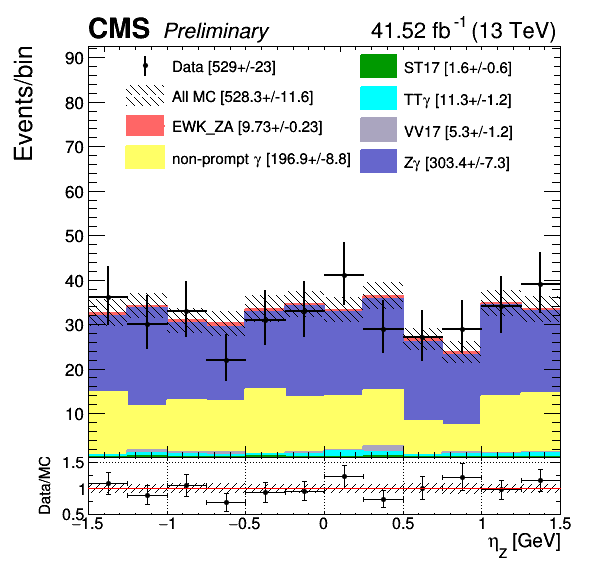 CMS Preliminary 41.52 fb⁻¹ (13 TeV)
Events/bin
Data [529+/-23]
All MC [528.3+/-11.6]
EWK_ZA [9.73+/-0.23]
non-prompt γ [196.9+/-8.8]
ST17 [1.6+/-0.6]
TTγ [11.3+/-1.2]
VV17 [5.3+/-1.2]
Zγ [303.4+/-7.3]
90
80
70
60
50
40
30
20
10
Data/MC
1.5
1
0.5
−1.5 −1 −0.5 0 0.5 1 1.5
η_Z [GeV]